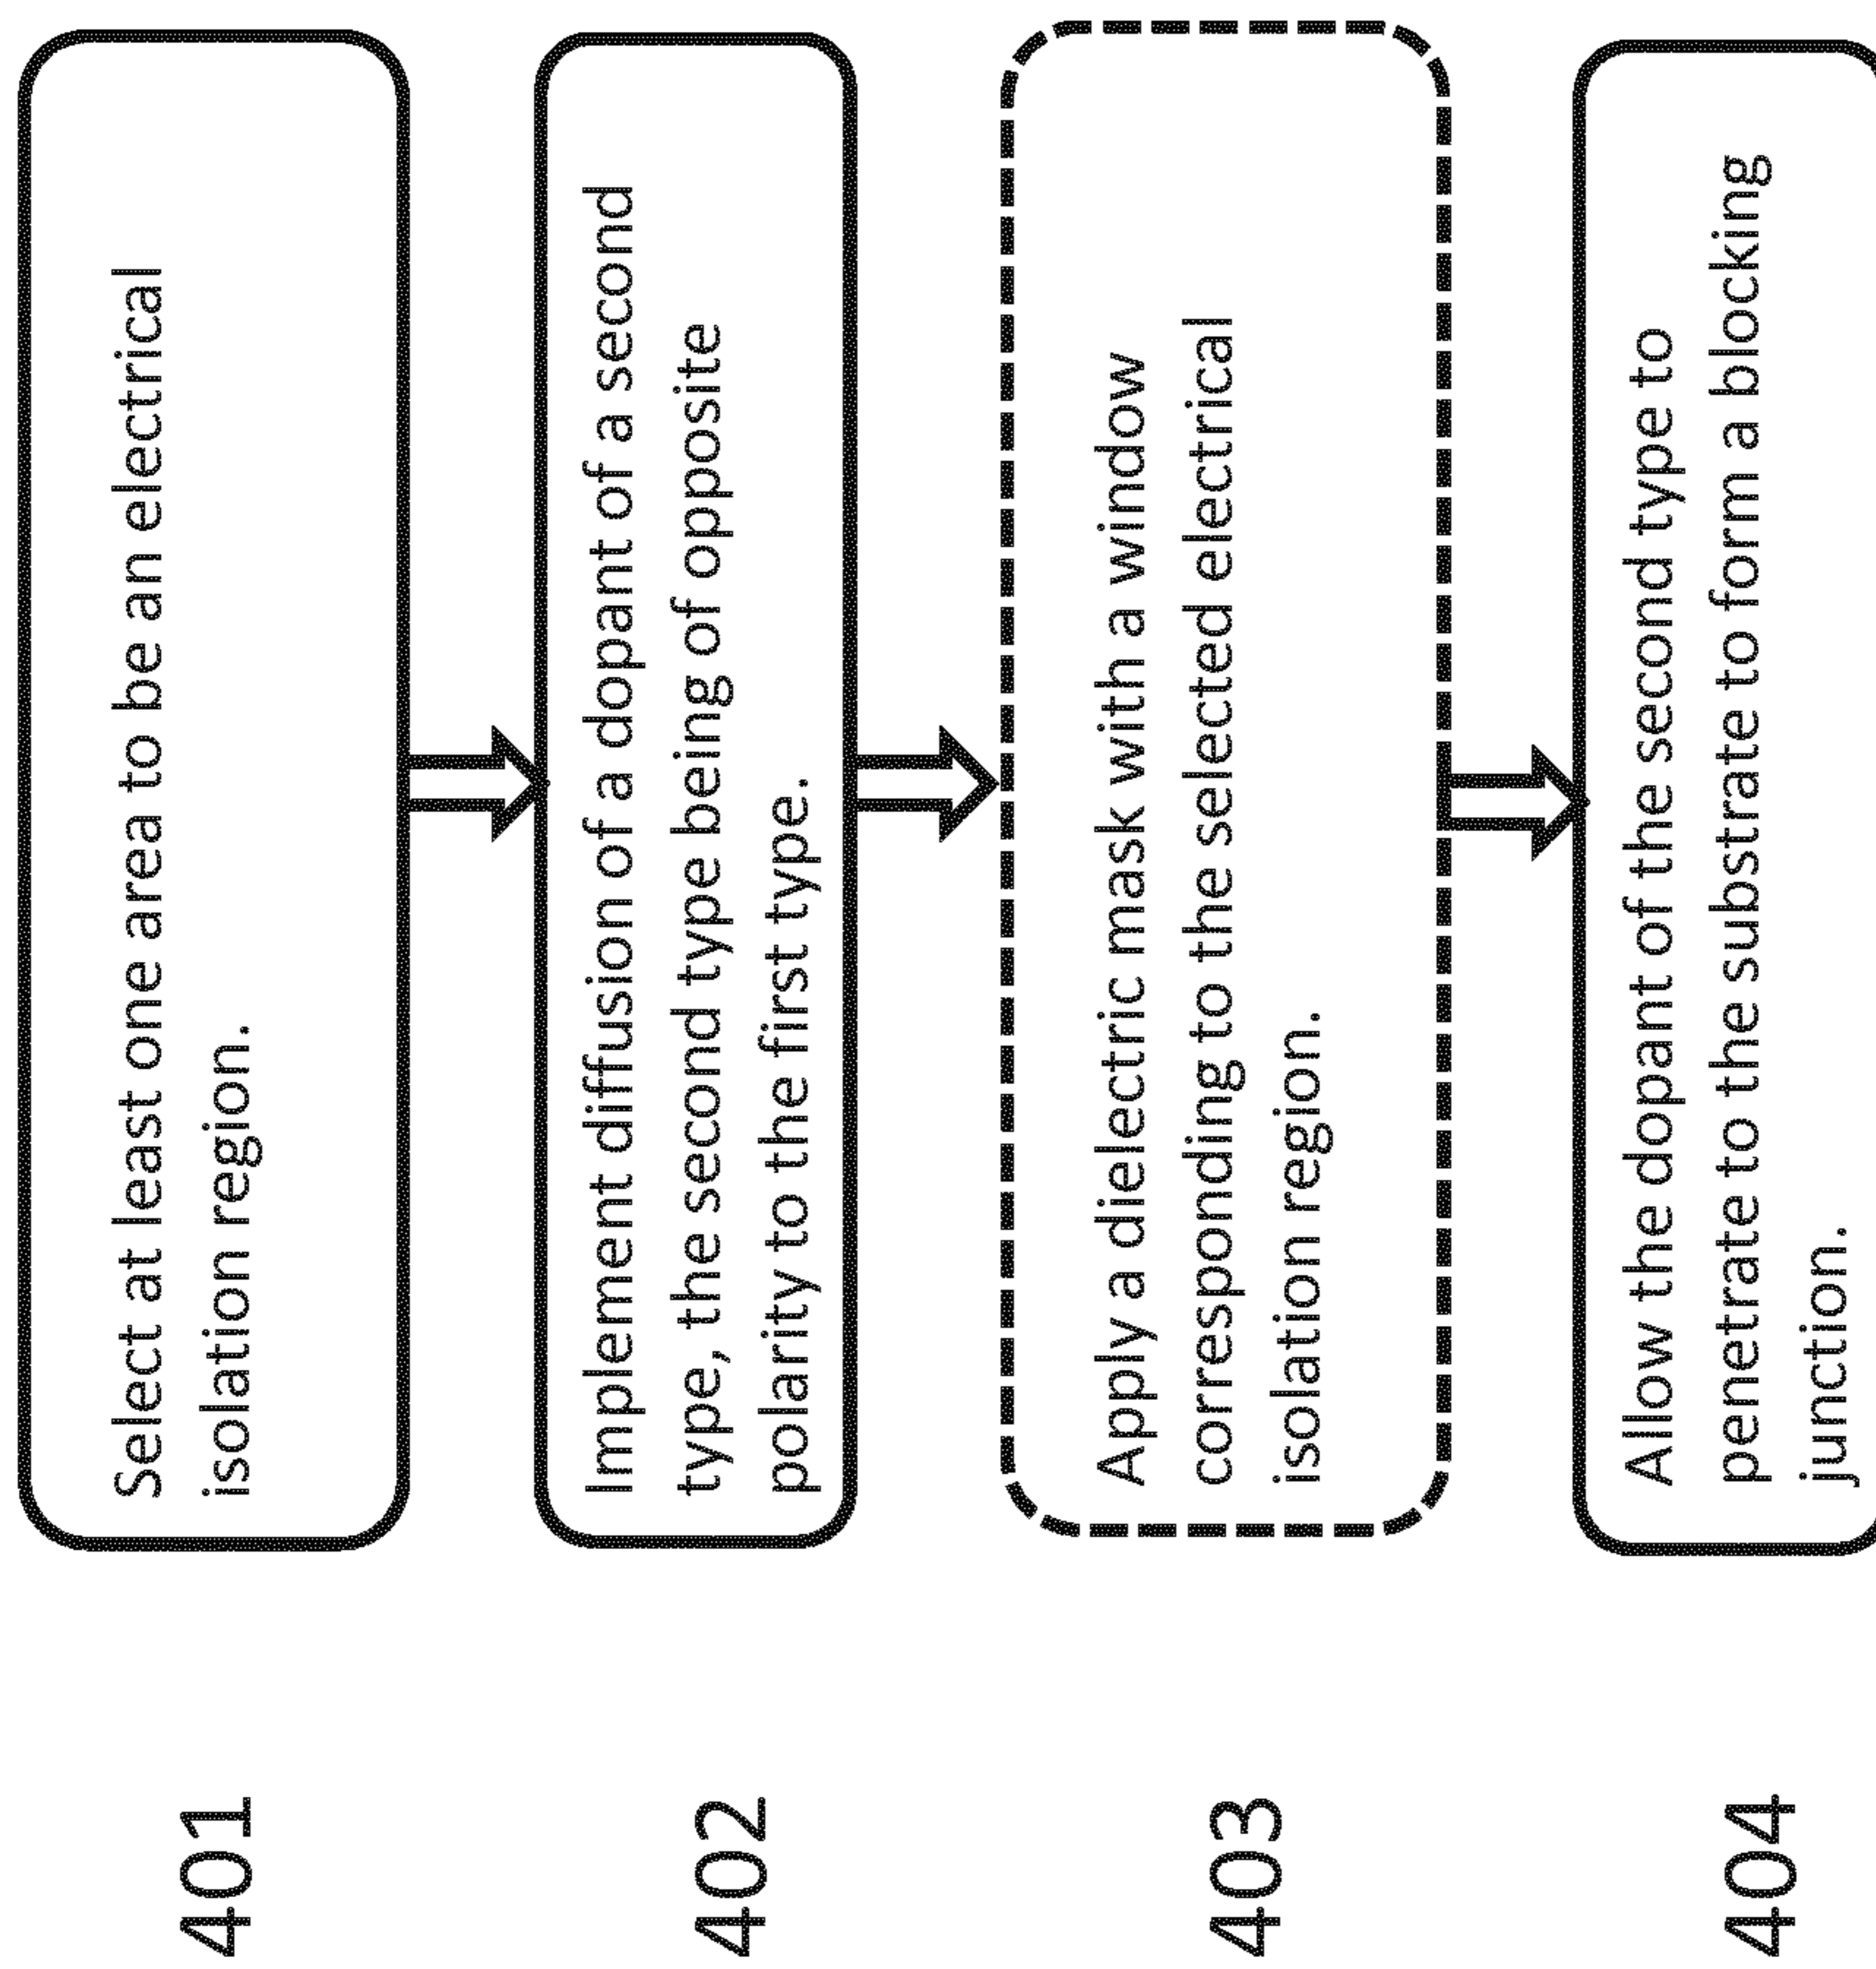 401
Select at least one area to be an electrical
isolation region.
402
Implement diffusion of a dopant of a second
type, the second type being of opposite
polarity to the first type.
403
Apply a dielectric mask with a window
corresponding to the selected electrical
isolation region.
404
Allow the dopant of the second type to
penetrate to the substrate to form a blocking
junction.